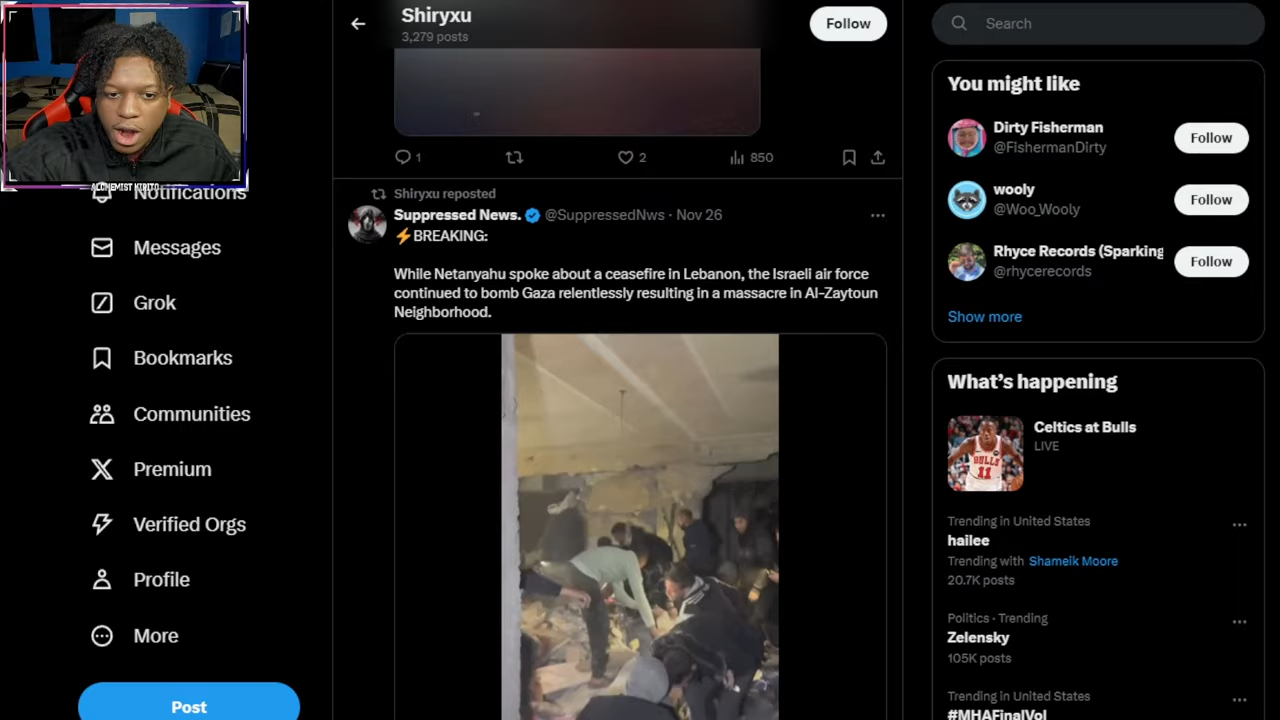 Shiryxu
3,279 posts
Follow
Search
ALCHEMIST KIRITO
Notifications
Messages
Grok
Bookmarks
Communities
Premium
Verified Orgs
Profile
More
Post
1
2
850
Shiryxu reposted
Suppressed News. @SuppressedNws · Nov 26
⚡BREAKING:
While Netanyahu spoke about a ceasefire in Lebanon, the Israeli air force
continued to bomb Gaza relentlessly resulting in a massacre in Al-Zaytoun
Neighborhood.
You might like
Dirty Fisherman
@FishermanDirty
Follow
wooly
@Woo_Wooly
Follow
Rhyce Records (Sparking
@rhycerecords
Follow
Show more
What's happening
Celtics at Bulls
LIVE
BULLS
11
Trending in United States
hailee
Trending with Shameik Moore
20.7K posts
Politics · Trending
Zelensky
105K posts
Trending in United States
#MHAFinalVol